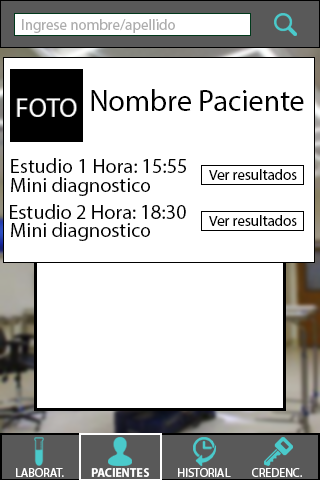 Ingrese nombre/apellido
FOTO
Nombre Paciente
Estudio 1 Hora: 15:55
Mini diagnostico
Ver resultados
Estudio 2 Hora: 18:30
Mini diagnostico
Ver resultados
LABORAT.
PACIENTES
HISTORIAL
CREDENC.